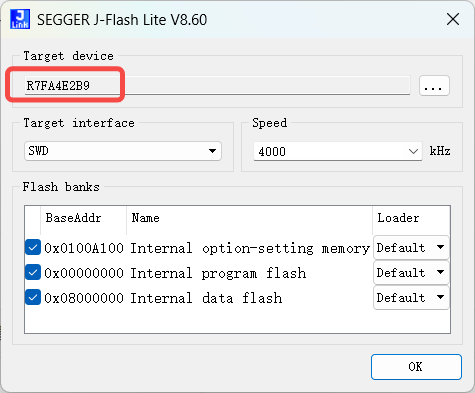 J
Link
SEGGER J-Flash Lite V8.60
Target device
R7FA4E2B9
...
Target interface
SWD
Speed
4000
kHz
Flash banks
BaseAddr Name Loader
0x0100A100 Internal option-setting memory Default
0x00000000 Internal program flash Default
0x08000000 Internal data flash Default
OK